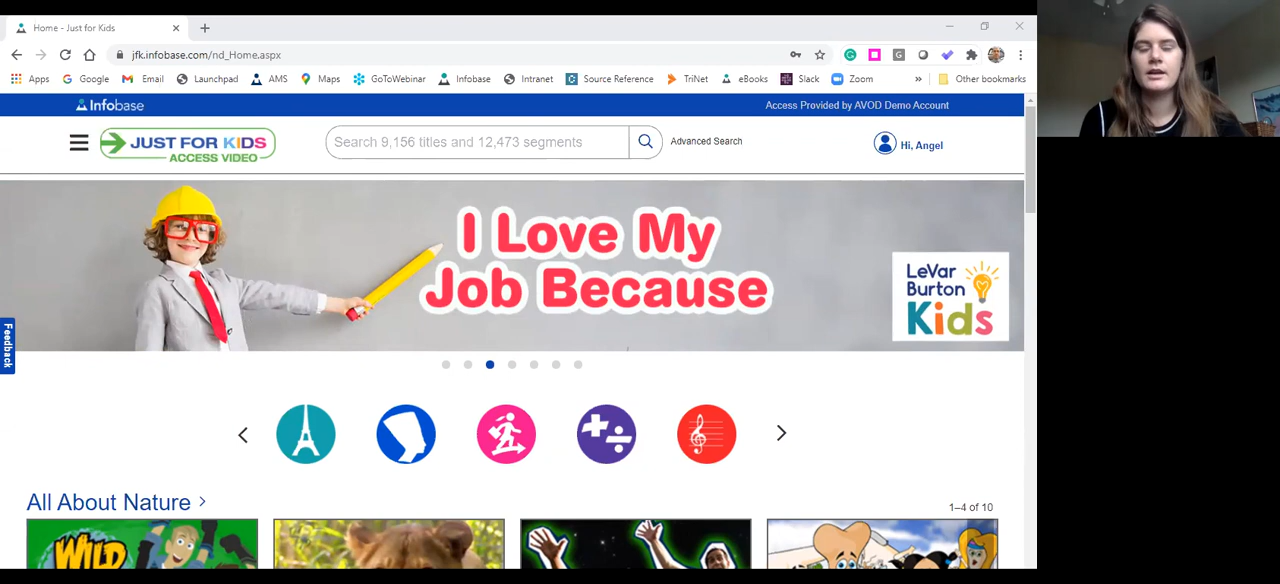 Home - Just for Kids
jfk.infobase.com/nd_Home.aspx
Apps Google Email Launchpad AMS Maps GoToWebinar Infobase Intranet Source Reference TriNet eBooks Slack Zoom » Other bookmarks
Infobase Access Provided by AVOD Demo Account
JUST FOR KIDS
ACCESS VIDEO
Search 9,156 titles and 12,473 segments Advanced Search Hi, Angel
I Love My
Job Because
LeVar
Burton
Kids
Feedback
All About Nature >
1–4 of 10
WILD